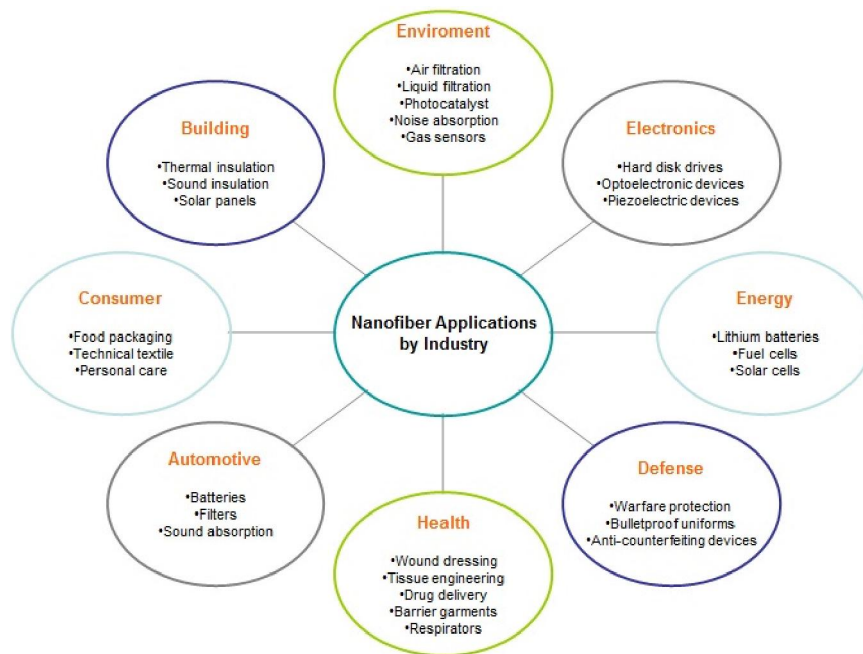 Enviroment
•Air filtration
•Liquid filtration
•Photocatalyst
•Noise absorption
•Gas sensors
Building
•Thermal insulation
•Sound insulation
•Solar panels
Electronics
•Hard disk drives
•Optoelectronic devices
•Piezoelectric devices
Consumer
•Food packaging
•Technical textile
•Personal care
Nanofiber Applications
by Industry
Energy
•Lithium batteries
•Fuel cells
•Solar cells
Automotive
•Batteries
•Filters
•Sound absorption
Health
•Wound dressing
•Tissue engineering
•Drug delivery
•Barrier garments
•Respirators
Defense
•Warfare protection
•Bulletproof uniforms
•Anti-counterfeiting devices